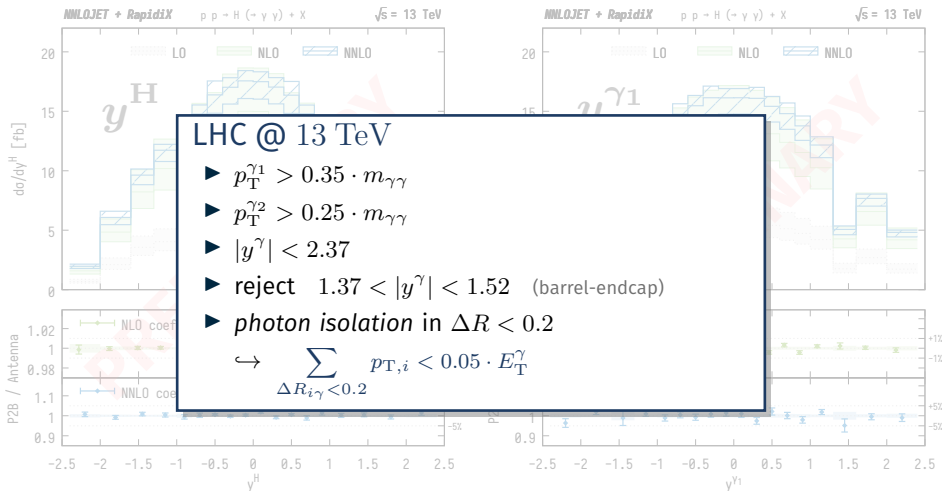 NNLOJET + RapidiX p p → H (→ γ γ) + X √s = 13 TeV
LO NLO NNLO
y^H
dσ/dy^H [fb]
20
15
10
5
0
NNLOJET + RapidiX p p → H (→ γ γ) + X √s = 13 TeV
LO NLO NNLO
y^γ1
20
15
10
5
0
LHC @ 13 TeV
► p_T^γ1 > 0.35 · m_γγ
► p_T^γ2 > 0.25 · m_γγ
► |y^γ| < 2.37
► reject 1.37 < |y^γ| < 1.52 (barrel-endcap)
► photon isolation in ΔR < 0.2
↪ ∑_{ΔR_iγ<0.2} p_T,i < 0.05 · E_T^γ
P2B / Antenna
1.02
1
0.98
NLO coef
1.1
1
0.9
NNLO coe
-5%
+1%
-1%
+5%
-5%
1
0.9
-2.5 -2 -1.5 -1 -0.5 0 0.5 1 1.5 2 2.5
y^H
-2.5 -2 -1.5 -1 -0.5 0 0.5 1 1.5 2 2.5
y^γ1